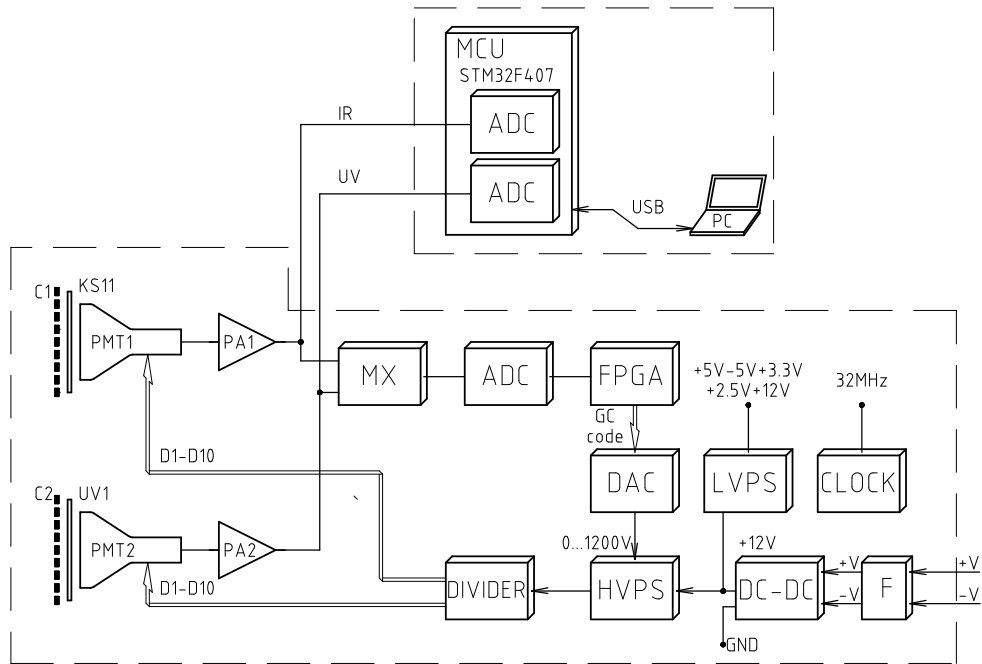 MCU
STM32F407
ADC
IR
ADC
UV
USB
PC
C1
KS11
PMT1
PA1
MX
ADC
FPGA
+5V-5V+3.3V
+2.5V+12V
32MHz
GC
code
D1-D10
DAC
LVPS
CLOCK
C2
UV1
PMT2
PA2
0...1200V
+12V
D1-D10
DIVIDER
HVPS
DC-DC
+V
-V
F
+V
-V
GND